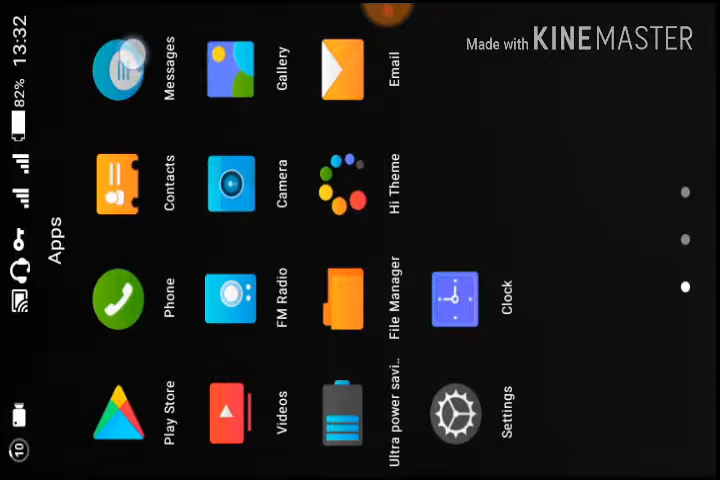 Made with KINEMASTER
10
82% 13:32
Apps
Play Store
Phone
Contacts
Messages
Videos
FM Radio
Camera
Gallery
Ultra power savi..
File Manager
Hi Theme
Email
Settings
Clock